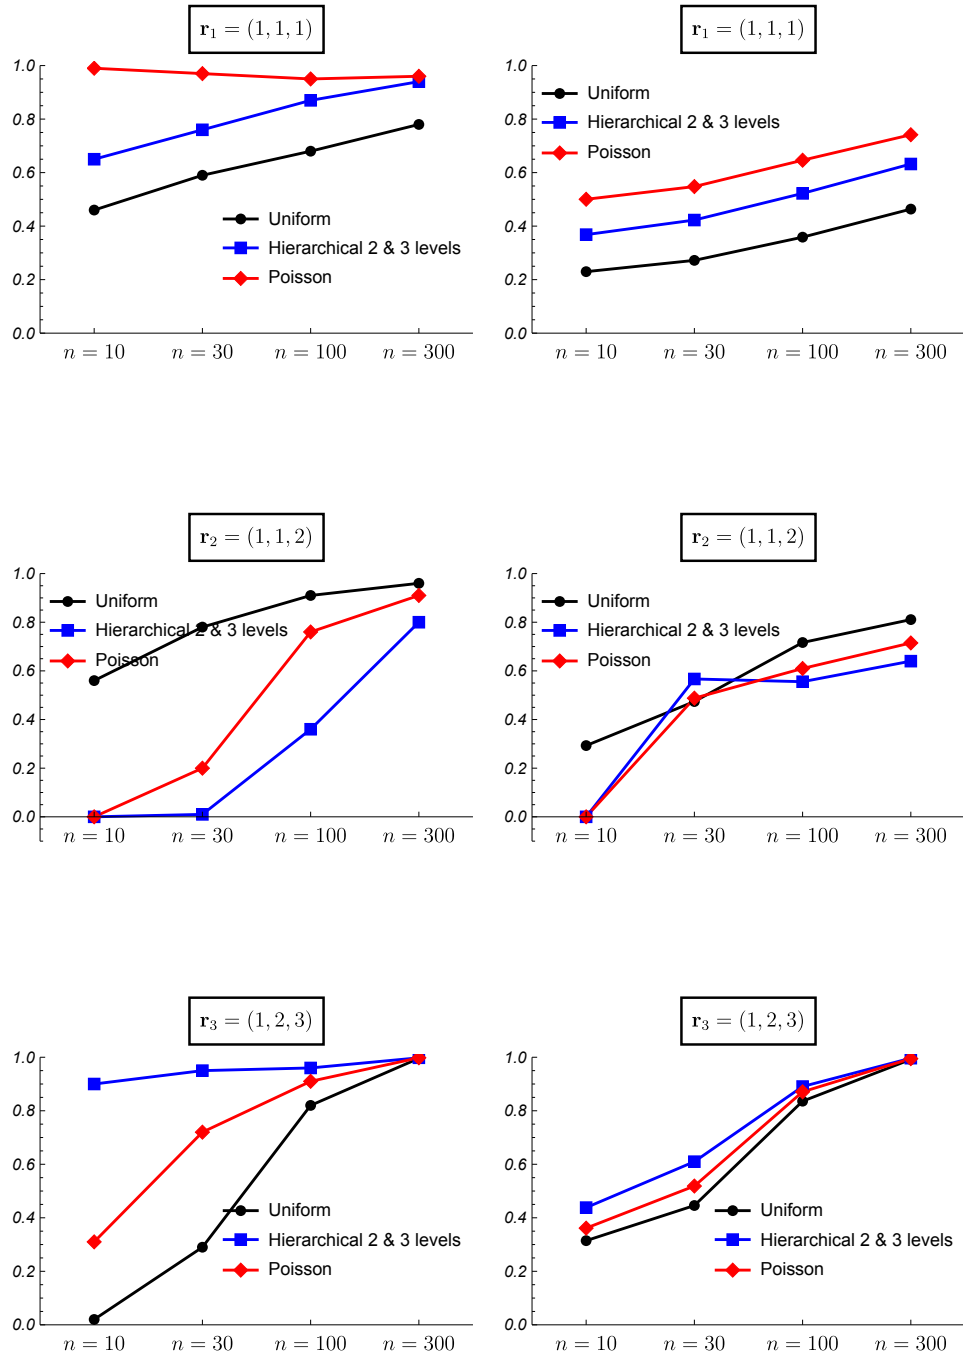 r₁ = (1, 1, 1)
1.0
0.8
0.6
0.4
0.2
0.0
Uniform
Hierarchical 2 & 3 levels
Poisson
n = 10 n = 30 n = 100 n = 300
r₁ = (1, 1, 1)
1.0
0.8
0.6
0.4
0.2
0.0
Uniform
Hierarchical 2 & 3 levels
Poisson
n = 10 n = 30 n = 100 n = 300
r₂ = (1, 1, 2)
1.0
0.8
0.6
0.4
0.2
0.0
Uniform
Hierarchical 2 & 3 levels
Poisson
n = 10 n = 30 n = 100 n = 300
r₂ = (1, 1, 2)
1.0
0.8
0.6
0.4
0.2
0.0
Uniform
Hierarchical 2 & 3 levels
Poisson
n = 10 n = 30 n = 100 n = 300
r₃ = (1, 2, 3)
1.0
0.8
0.6
0.4
0.2
0.0
Uniform
Hierarchical 2 & 3 levels
Poisson
n = 10 n = 30 n = 100 n = 300
r₃ = (1, 2, 3)
1.0
0.8
0.6
0.4
0.2
0.0
Uniform
Hierarchical 2 & 3 levels
Poisson
n = 10 n = 30 n = 100 n = 300